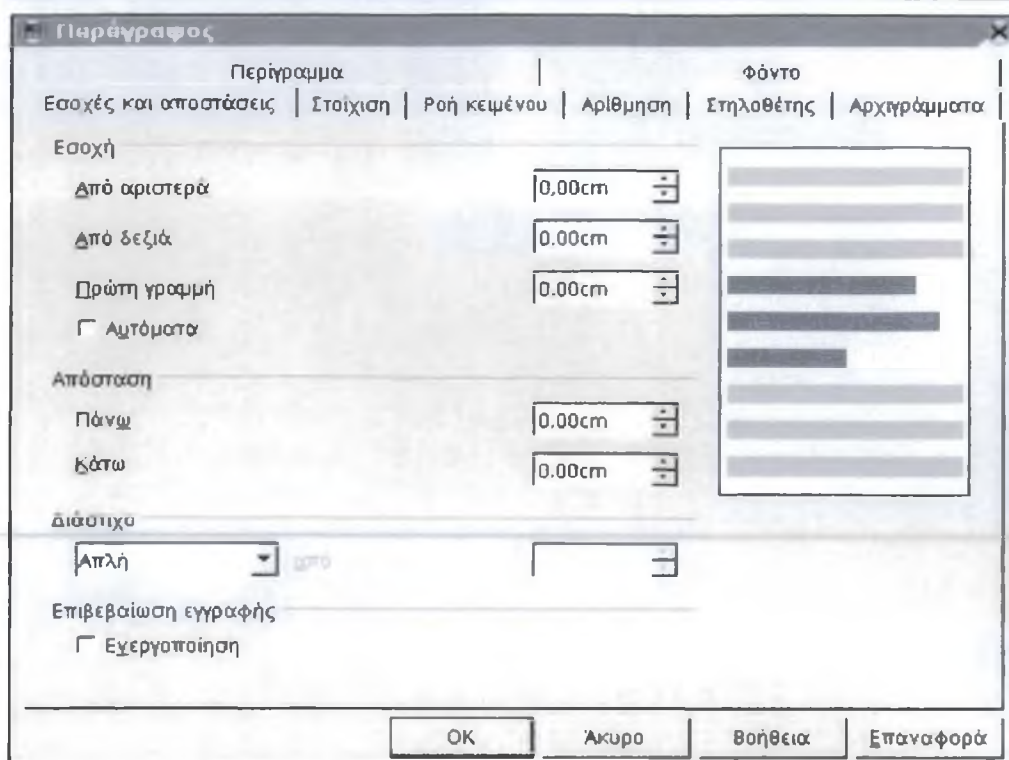 Παράγραφος
Περίγραμμα Φόντο
Εσοχές και αποστάσεις Στοίχιση Ροή κειμένου Αρίθμηση Στηλοθέτης Αρχιγράμματα
Εσοχή
Από αριστερά 0,00cm
Από δεξιά 0.00cm
Πρώτη γραμμή 0.00cm
Αυτόματα
Απόσταση
Πάνω 0.00cm
Κάτω 0.00cm
Διάστιχο
Απλή από
Επιβεβαίωση εγγραφής
Ενεργοποίηση
OK Άκυρο Βοήθεια Επαναφορά